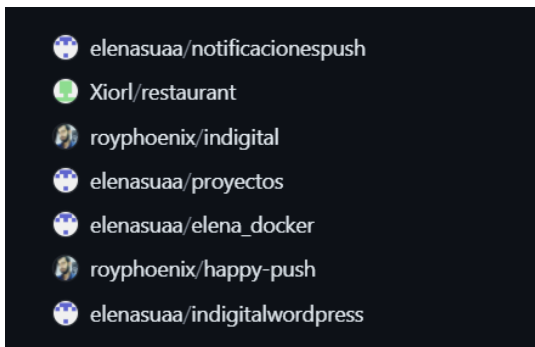 elenasuaa/notificacionespush
Xiorl/restaurant
royphoenix/indigital
elenasuaa/proyectos
elenasuaa/elena_docker
royphoenix/happy-push
elenasuaa/indigitalwordpress